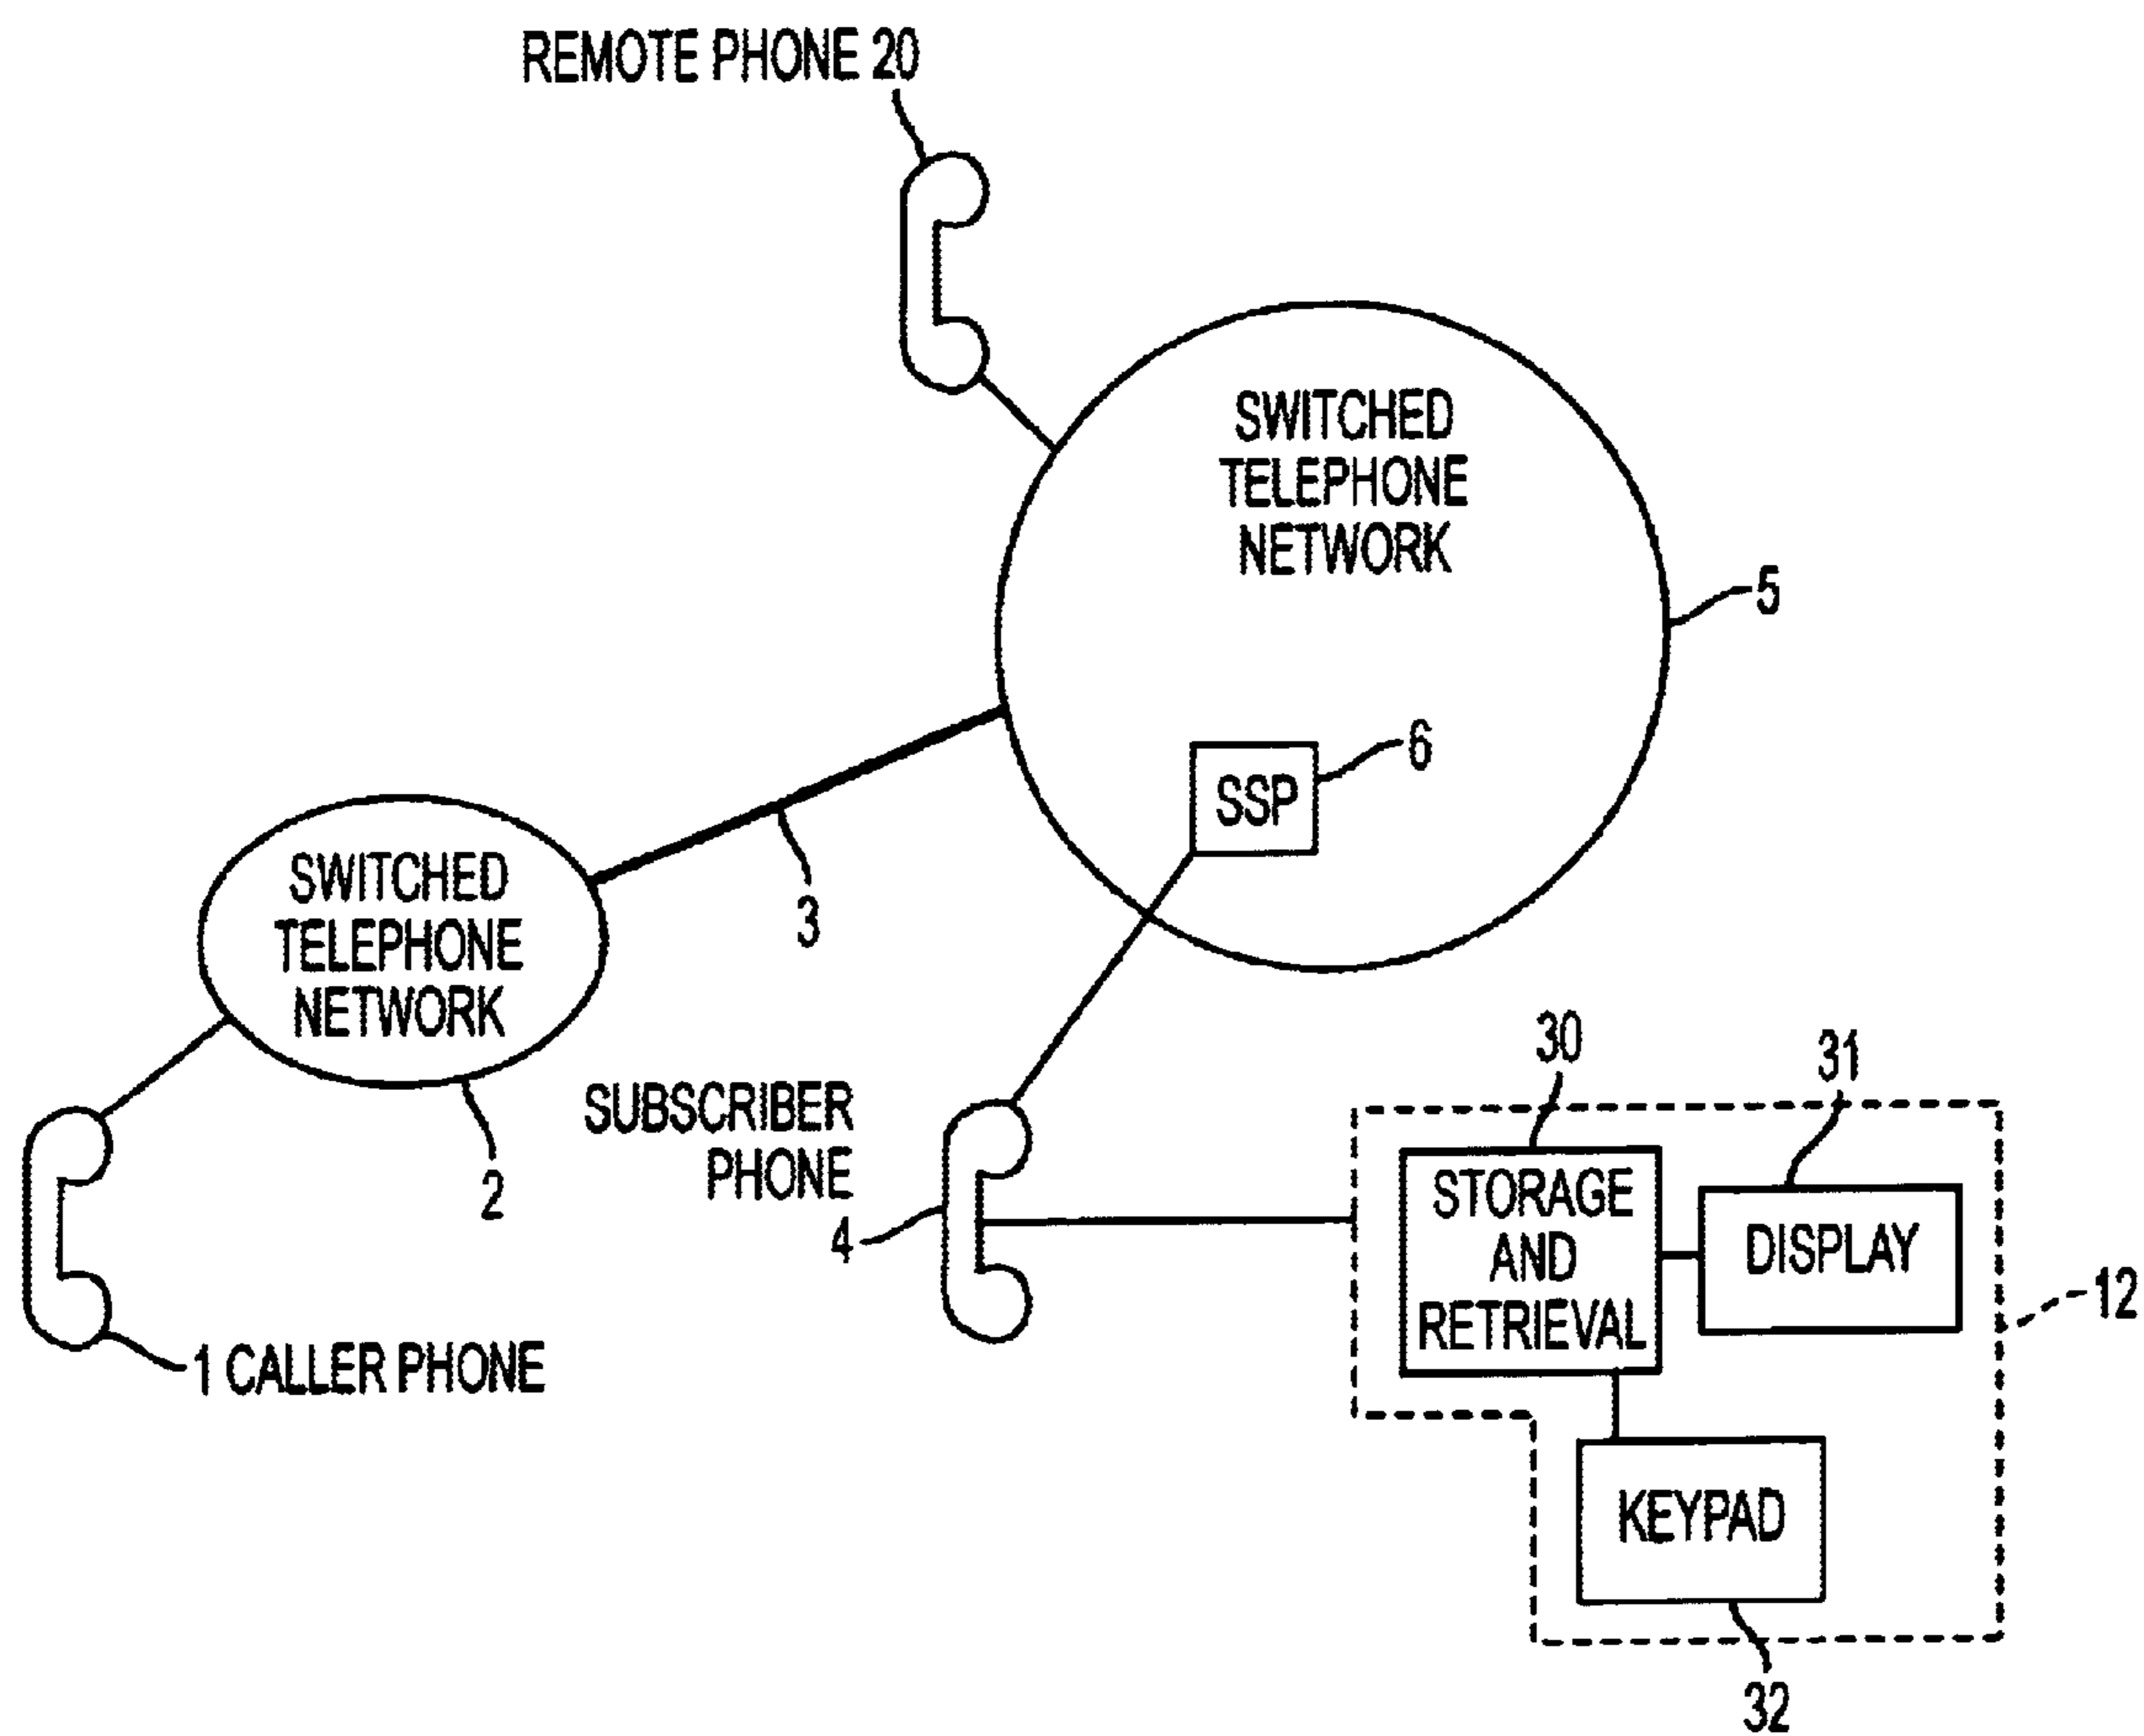 REMOTE PHONE 20
SWITCHED
TELEPHONE
NETWORK
5
6
SSP
3
SWITCHED
TELEPHONE
NETWORK
2
1 CALLER PHONE
SUBSCRIBER
PHONE
4
30
31
STORAGE
AND
RETRIEVAL
DISPLAY
12
KEYPAD
32